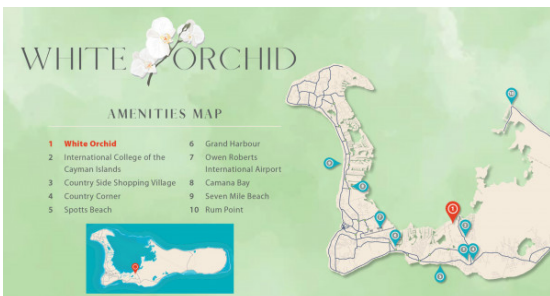 WHITE ORCHID
AMENITIES MAP
1 White Orchid
2 International College of the
Cayman Islands
3 Country Side Shopping Village
4 Country Corner
5 Spotts Beach
6 Grand Harbour
7 Owen Roberts
International Airport
8 Camana Bay
9 Seven Mile Beach
10 Rum Point
1